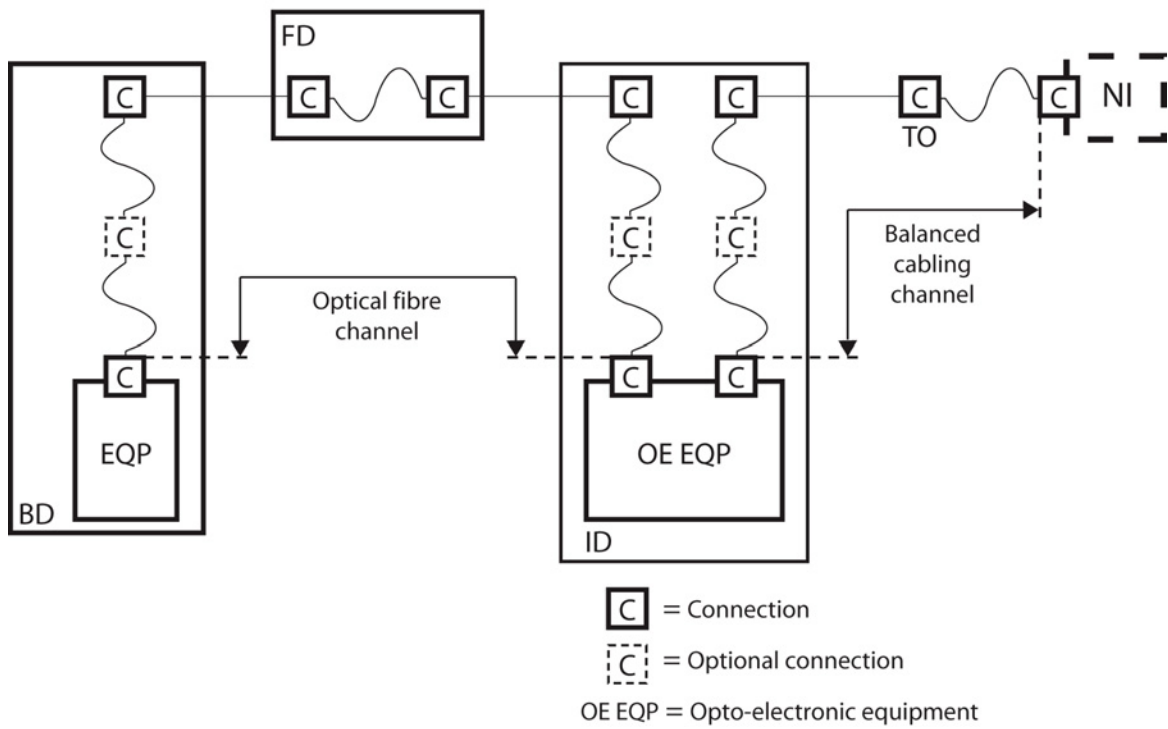 FD
C
C
C
C
C
C
C
NI
TO
C
C
C
Balanced
cabling
channel
Optical fibre
channel
C
C
C
EQP
OE EQP
BD
ID
C = Connection
C = Optional connection
OE EQP = Opto-electronic equipment